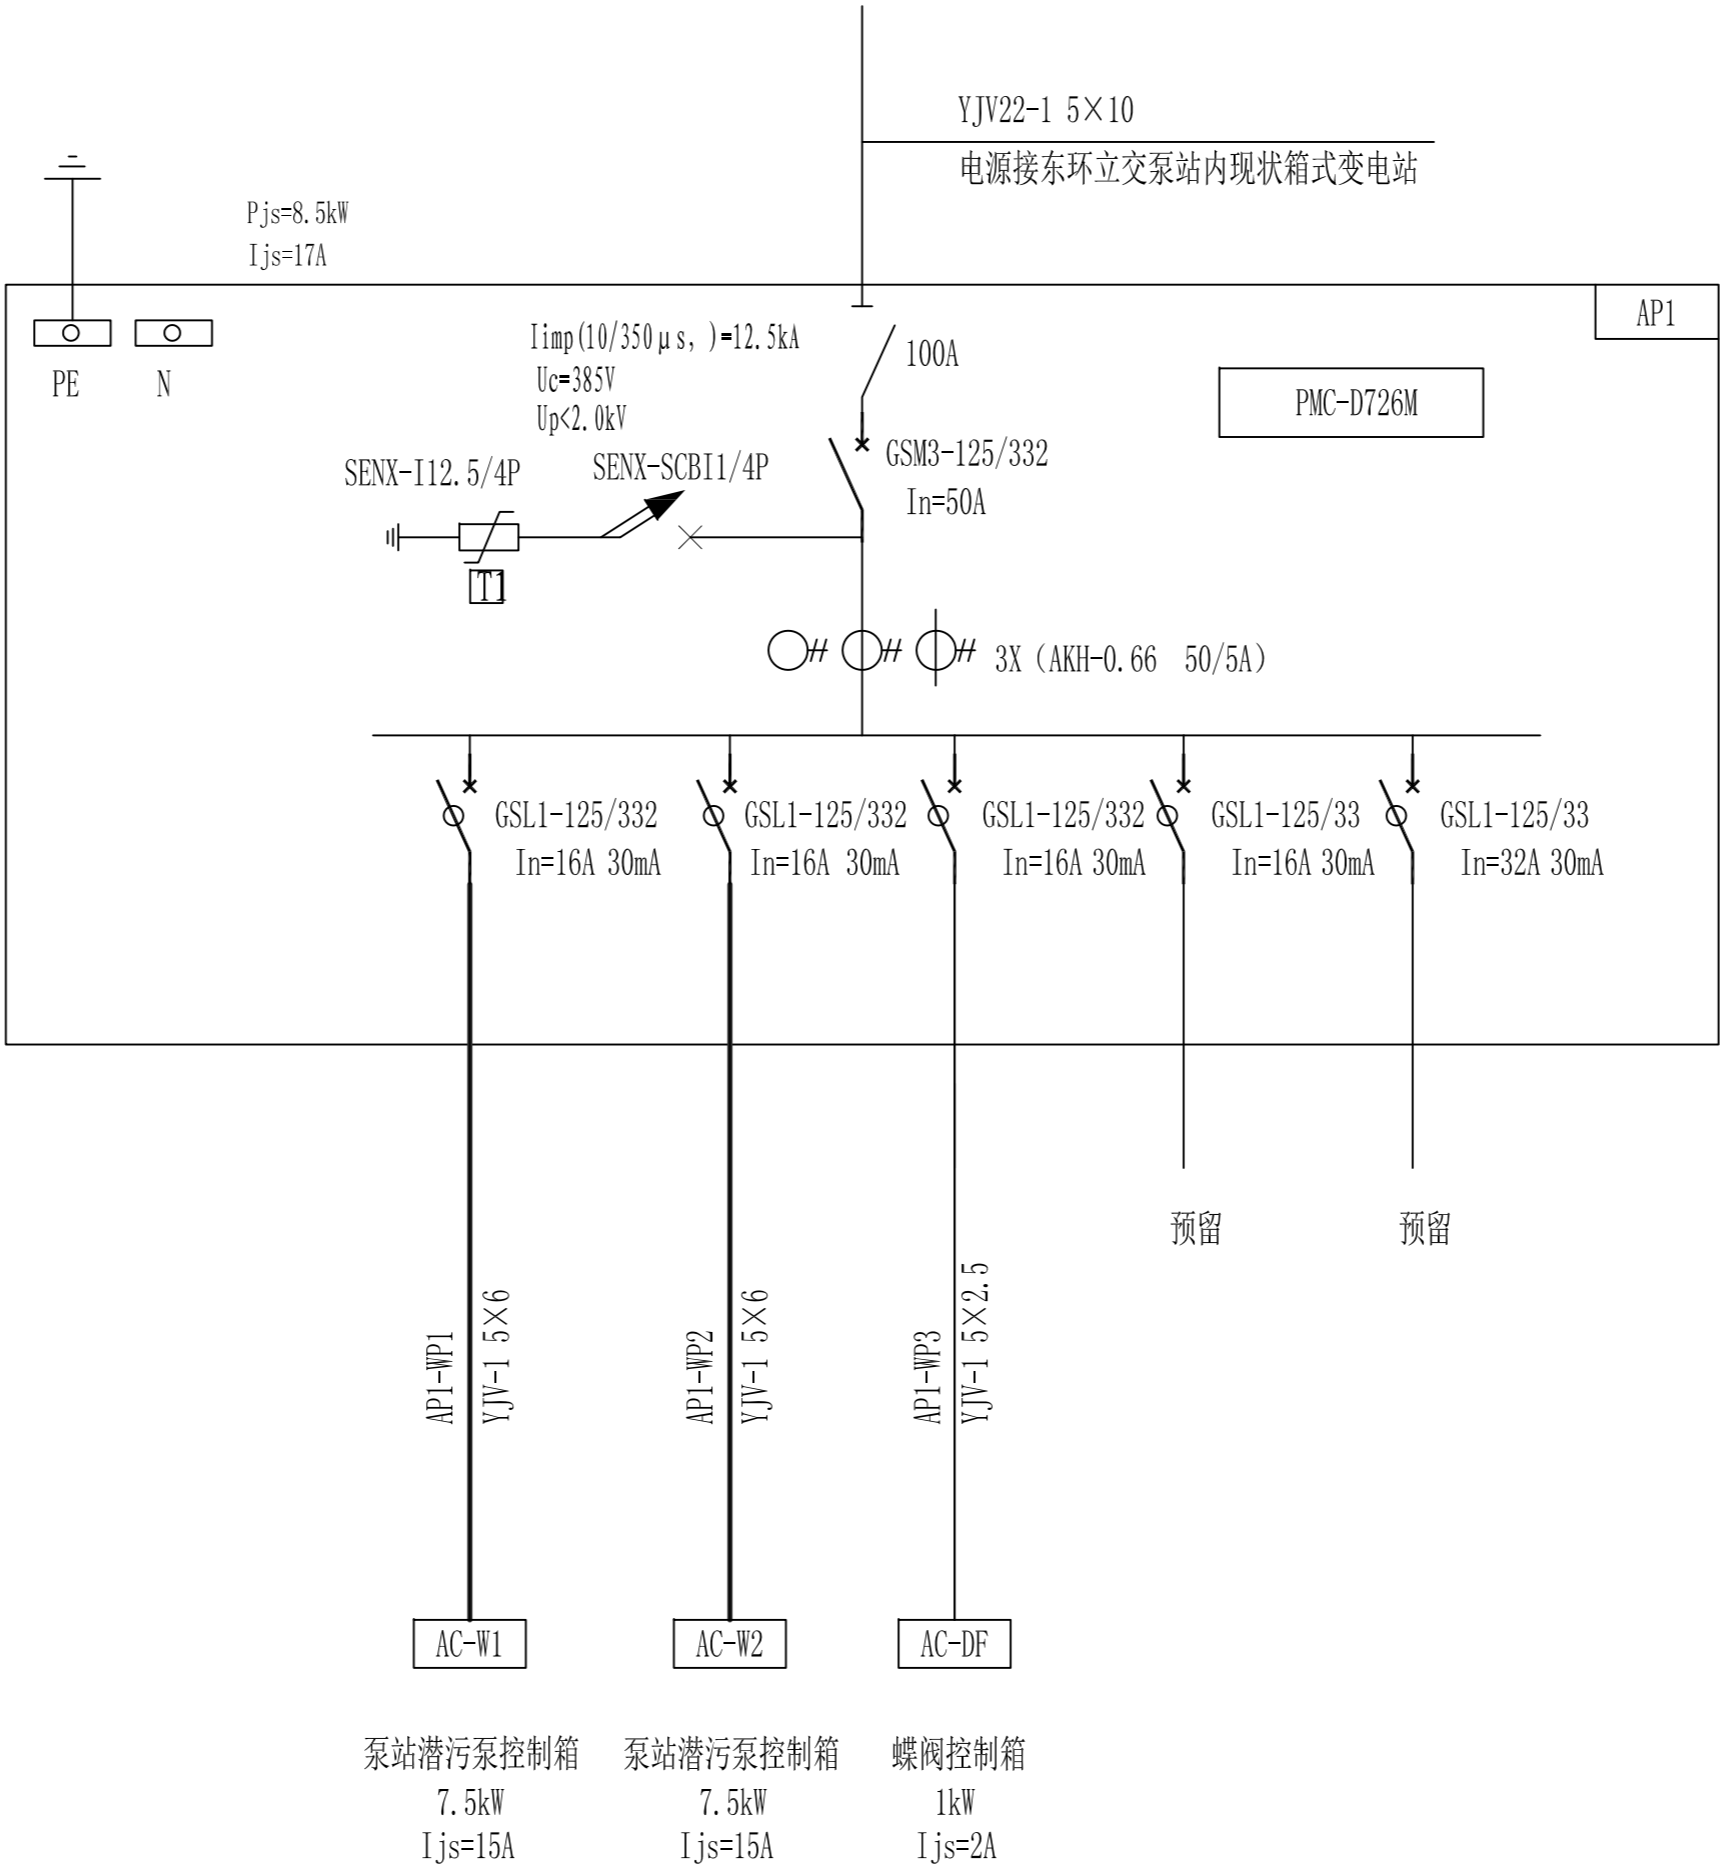 YJV22-1 5×10
电源接东环立交泵站内现状箱式变电站
Pjs=8.5kW
Ijs=17A
AP1
PE
N
Iimp(10/350μs, )=12.5kA
Uc=385V
Up<2.0kV
100A
PMC-D726M
SENX-I12.5/4P
SENX-SCBI1/4P
GSM3-125/332
In=50A
T1
3X（AKH-0.66 50/5A）
GSL1-125/332
In=16A 30mA
GSL1-125/332
In=16A 30mA
GSL1-125/332
In=16A 30mA
GSL1-125/33
In=16A 30mA
GSL1-125/33
In=32A 30mA
预留
预留
AP1-WP1
YJV-1 5×6
AP1-WP2
YJV-1 5×6
AP1-WP3
YJV-1 5×2.5
AC-W1
AC-W2
AC-DF
泵站潜污泵控制箱
7.5kW
Ijs=15A
泵站潜污泵控制箱
7.5kW
Ijs=15A
蝶阀控制箱
1kW
Ijs=2A